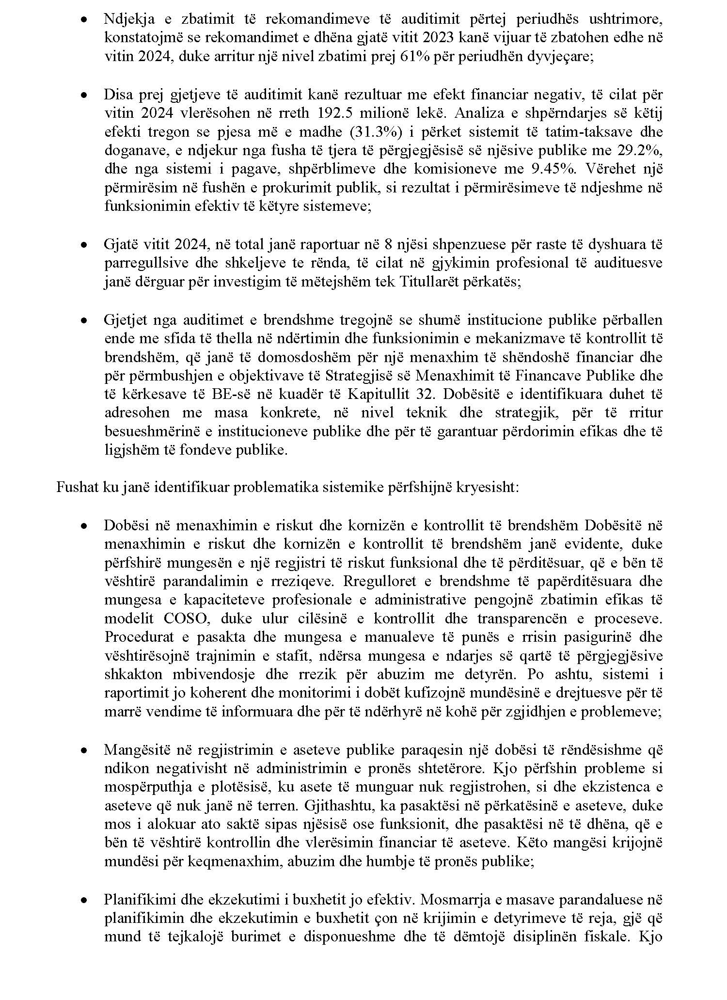 • Ndjekja e zbatimit të rekomandimeve të auditimit përtej periudhës ushtrimore,
konstatojmë se rekomandimet e dhëna gjatë vitit 2023 kanë vijuar të zbatohen edhe në
vitin 2024, duke arritur një nivel zbatimi prej 61% për periudhën dyvjeçare;
• Disa prej gjetjeve të auditimit kanë rezultuar me efekt financiar negativ, të cilat për
vitin 2024 vlerësohen në rreth 192.5 milionë lekë. Analiza e shpërndarjes së këtij
efekti tregon se pjesa më e madhe (31.3%) i përket sistemit të tatim-taksave dhe
doganave, e ndjekur nga fusha të tjera të përgjegjësisë së njësive publike me 29.2%,
dhe nga sistemi i pagave, shpërblimeve dhe komisioneve me 9.45%. Vërehet një
përmirësim në fushën e prokurimit publik, si rezultat i përmirësimeve të ndjeshme në
funksionimin efektiv të këtyre sistemeve;
• Gjatë vitit 2024, në total janë raportuar në 8 njësi shpenzuese për raste të dyshuara të
parregullsive dhe shkeljeve te rënda, të cilat në gjykimin profesional të audituesve
janë dërguar për investigim të mëtejshëm tek Titullarët përkatës;
• Gjetjet nga auditimet e brendshme tregojnë se shumë institucione publike përballen
ende me sfida të thella në ndërtimin dhe funksionimin e mekanizmave të kontrollit të
brendshëm, që janë të domosdoshëm për një menaxhim të shëndoshë financiar dhe
për përmbushjen e objektivave të Strategjisë së Menaxhimit të Financave Publike dhe
të kërkesave të BE-së në kuadër të Kapitullit 32. Dobësitë e identifikuara duhet të
adresohen me masa konkrete, në nivel teknik dhe strategjik, për të rritur
besueshmërinë e institucioneve publike dhe për të garantuar përdorimin efikas dhe të
ligjshëm të fondeve publike.
Fushat ku janë identifikuar problematika sistemike përfshijnë kryesisht:
• Dobësi në menaxhimin e riskut dhe kornizën e kontrollit të brendshëm Dobësitë në
menaxhimin e riskut dhe kornizën e kontrollit të brendshëm janë evidente, duke
përfshirë mungesën e një regjistri të riskut funksional dhe të përditësuar, që e bën të
vështirë parandalimin e rreziqeve. Rregulloret e brendshme të papërditësuara dhe
mungesa e kapaciteteve profesionale e administrative pengojnë zbatimin efikas të
modelit COSO, duke ulur cilësinë e kontrollit dhe transparencën e proceseve.
Procedurat e pasakta dhe mungesa e manualeve të punës e rrisin pasigurinë dhe
vështirësojnë trajnimin e stafit, ndërsa mungesa e ndarjes së qartë të përgjegjësive
shkakton mbivendosje dhe rrezik për abuzim me detyrën. Po ashtu, sistemi i
raportimit jo koherent dhe monitorimi i dobët kufizojnë mundësinë e drejtuesve për të
marrë vendime të informuara dhe për të ndërhyrë në kohë për zgjidhjen e problemeve;
• Mangësitë në regjistrimin e aseteve publike paraqesin një dobësi të rëndësishme që
ndikon negativisht në administrimin e pronës shtetërore. Kjo përfshin probleme si
mospërputhja e plotësisë, ku asete të munguar nuk regjistrohen, si dhe ekzistenca e
aseteve që nuk janë në terren. Gjithashtu, ka pasaktësi në përkatësinë e aseteve, duke
mos i alokuar ato saktë sipas njësisë ose funksionit, dhe pasaktësi në të dhëna, që e
bën të vështirë kontrollin dhe vlerësimin financiar të aseteve. Këto mangësi krijojnë
mundësi për keqmenaxhim, abuzim dhe humbje të pronës publike;
• Planifikimi dhe ekzekutimi i buxhetit jo efektiv. Mosmarrja e masave parandaluese në
planifikimin dhe ekzekutimin e buxhetit çon në krijimin e detyrimeve të reja, gjë që
mund të tejkalojë burimet e disponueshme dhe të dëmtojë disiplinën fiskale. Kjo